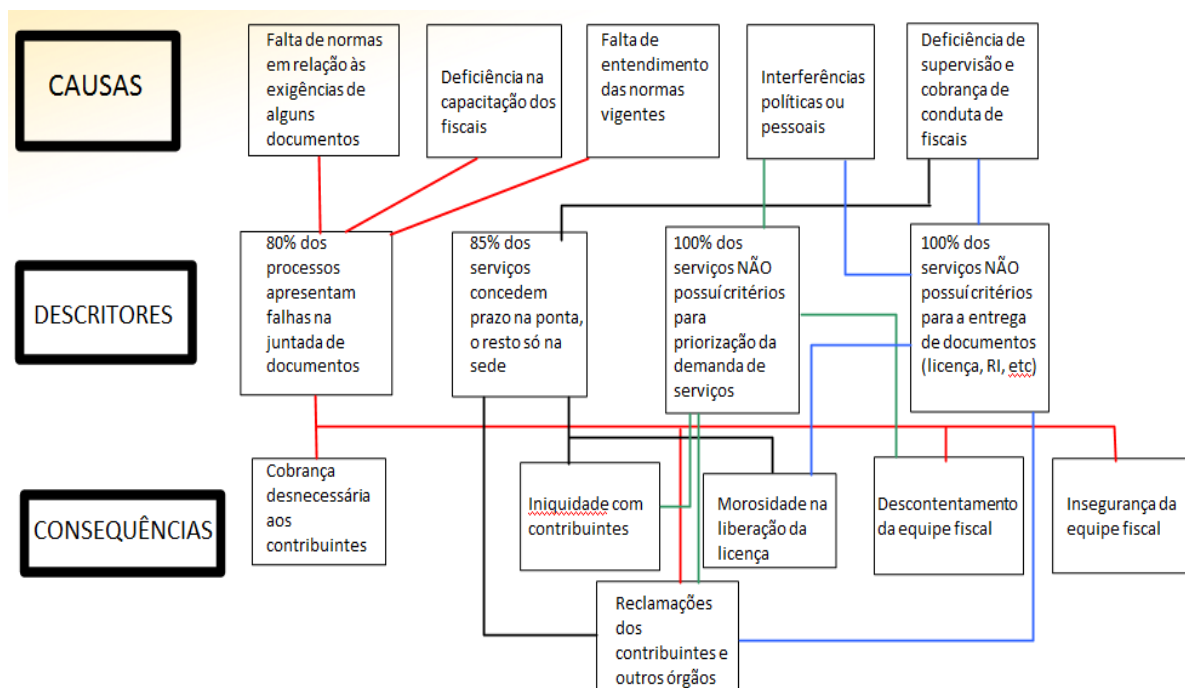 CAUSAS
Falta de normas
em relação às
exigências de
alguns
documentos
Deficiência na
capacitação dos
fiscais
Falta de
entendimento
das normas
vigentes
Interferências
políticas ou
pessoais
Deficiência de
supervisão e
cobrança de
conduta de
fiscais
DESCRITORES
80% dos
processos
apresentam
falhas na
juntada de
documentos
85% dos
serviços
concedem
prazo na ponta,
o resto só na
sede
100% dos
serviços NÃO
possuí critérios
para
priorização da
demanda de
serviços
100% dos
serviços NÃO
possuí critérios
para a entrega
de documentos
(licença, RI, etc)
CONSEQUÊNCIAS
Cobrança
desnecessária
aos
contribuintes
Iniquidade com
contribuintes
Morosidade na
liberação da
licença
Descontentamento
da equipe fiscal
Insegurança da
equipe fiscal
Reclamações
dos
contribuintes e
outros órgãos